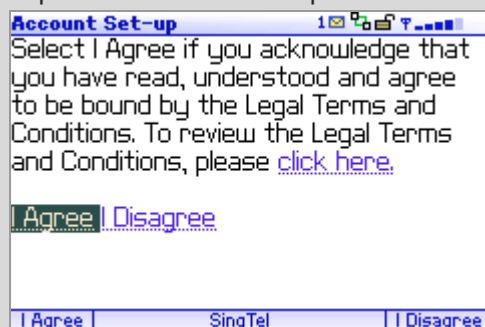 Account Set-up 1
Select I Agree if you acknowledge that
you have read, understood and agree
to be bound by the Legal Terms and
Conditions. To review the Legal Terms
and Conditions, please click here.
I Agree I Disagree
I Agree SingTel I Disagree